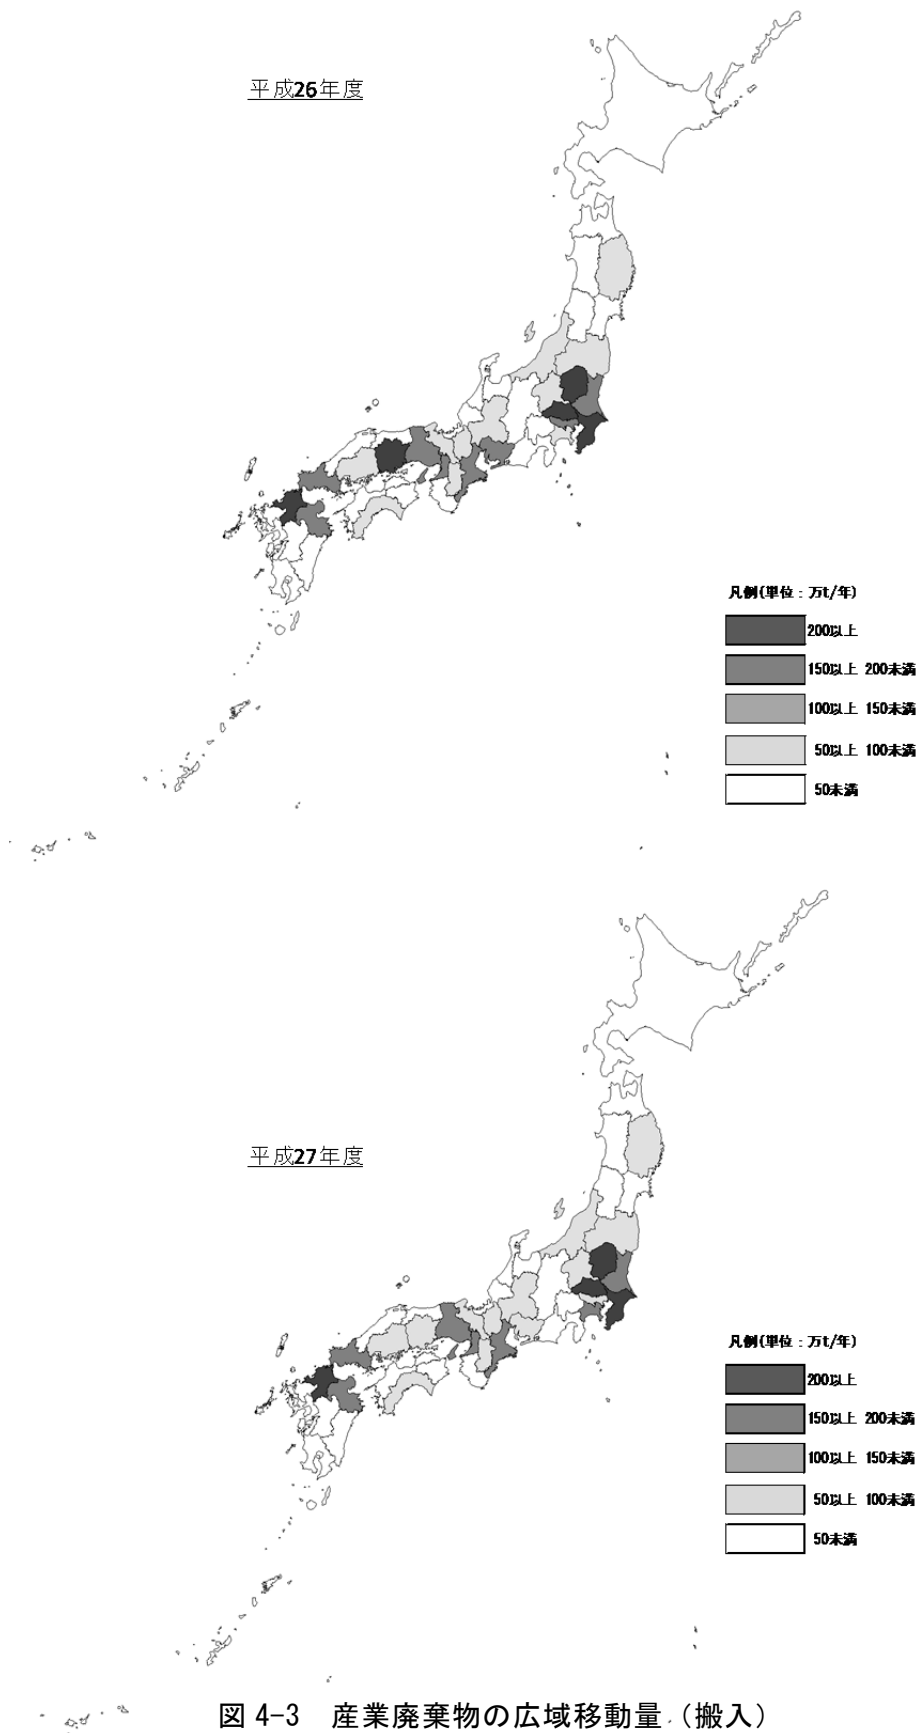 平成26年度
凡例(単位：万t/年)
200以上
150以上 200未満
100以上 150未満
50以上 100未満
50未満
平成27年度
凡例(単位：万t/年)
200以上
150以上 200未満
100以上 150未満
50以上 100未満
50未満
図 4-3　産業廃棄物の広域移動量（搬入）